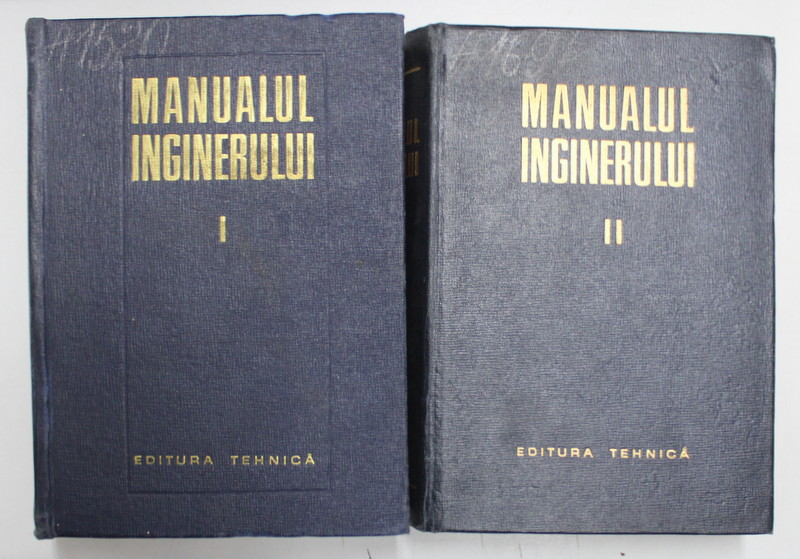 MANUALUL
INGINERULUI
I
EDITURA TEHNICĂ
MANUALUL
INGINERULUI
II
EDITURA TEHNICĂ